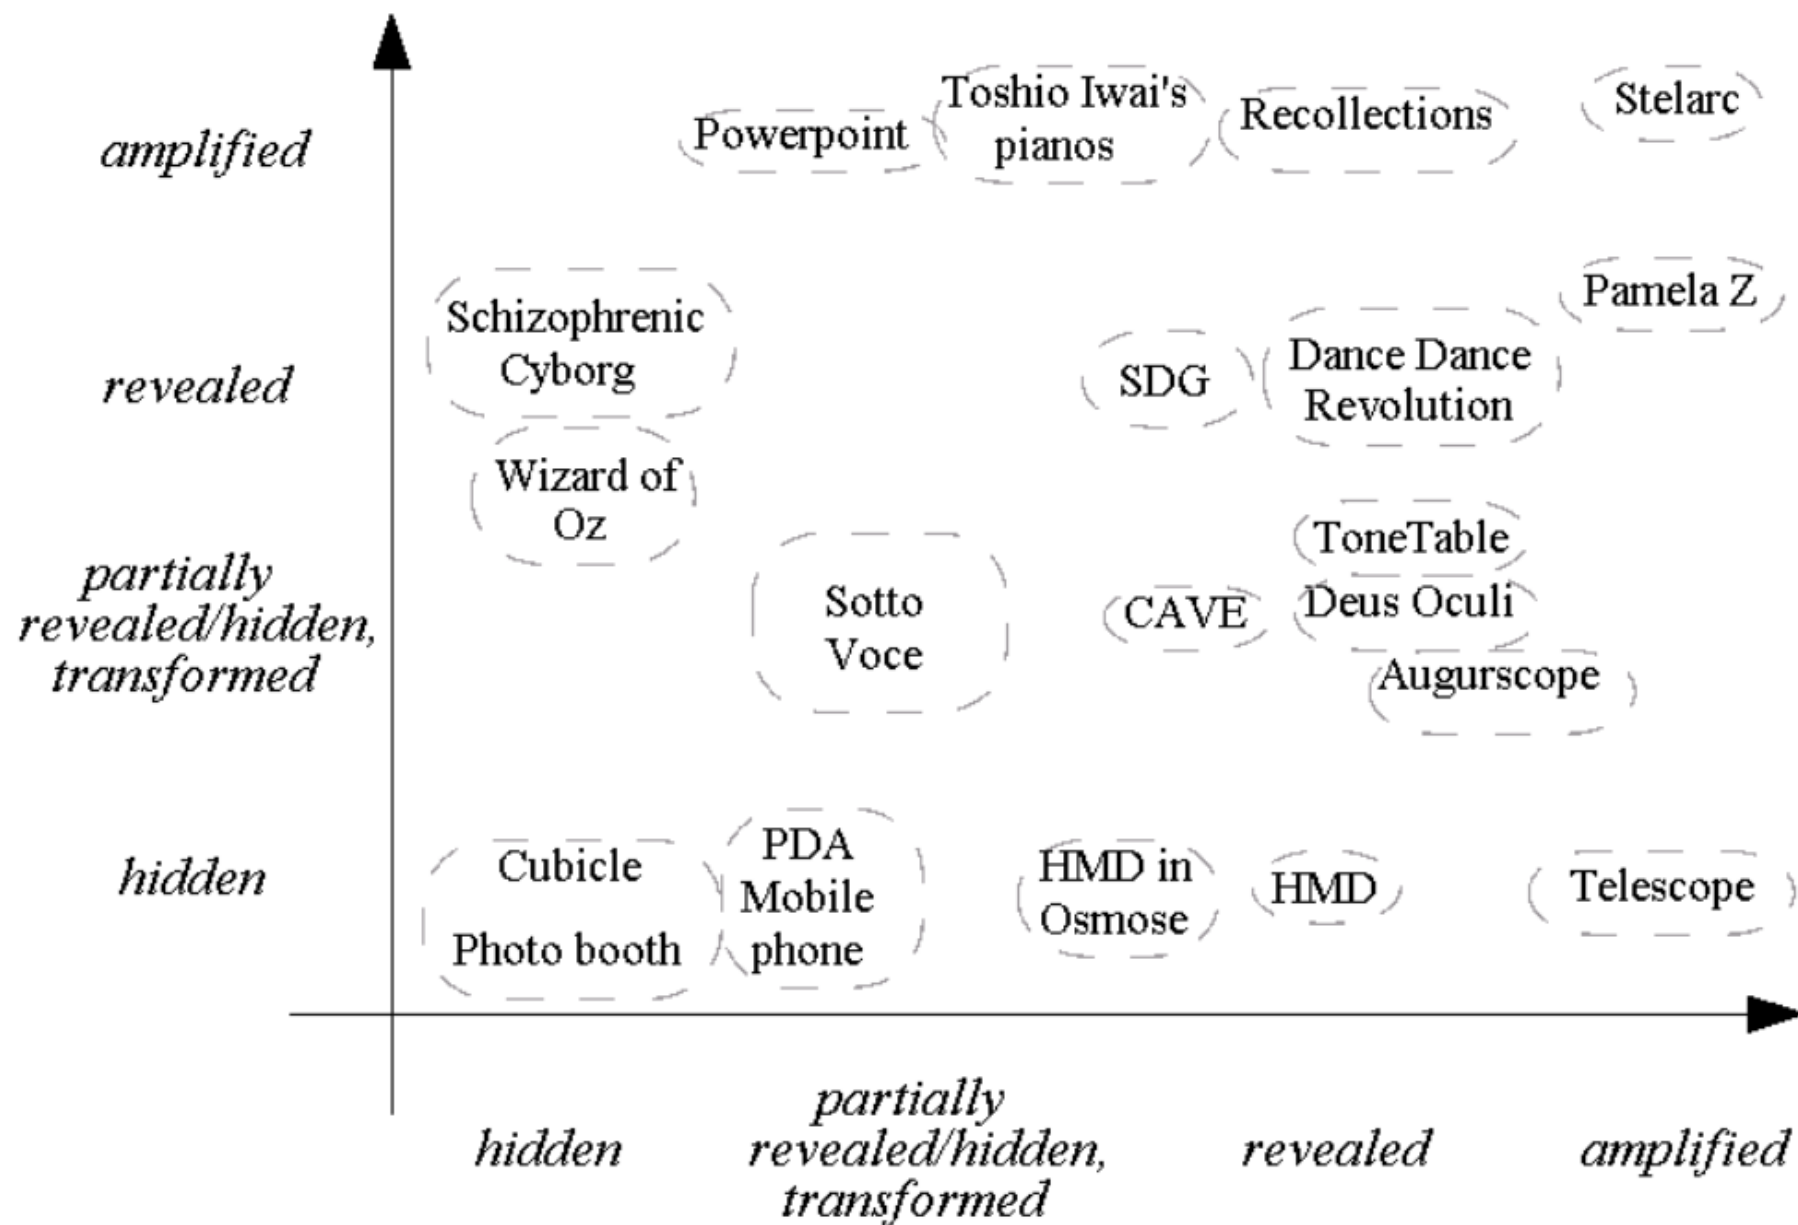 amplified
Powerpoint
Toshio Iwai's
pianos
Recollections
Stelarc
revealed
Schizophrenic
Cyborg
SDG
Dance Dance
Revolution
Pamela Z
Wizard of
Oz
partially
revealed/hidden,
transformed
Sotto
Voce
CAVE
ToneTable
Deus Oculi
Augurscope
hidden
Cubicle
Photo booth
PDA
Mobile
phone
HMD in
Osmose
HMD
Telescope
hidden
partially
revealed/hidden,
transformed
revealed
amplified